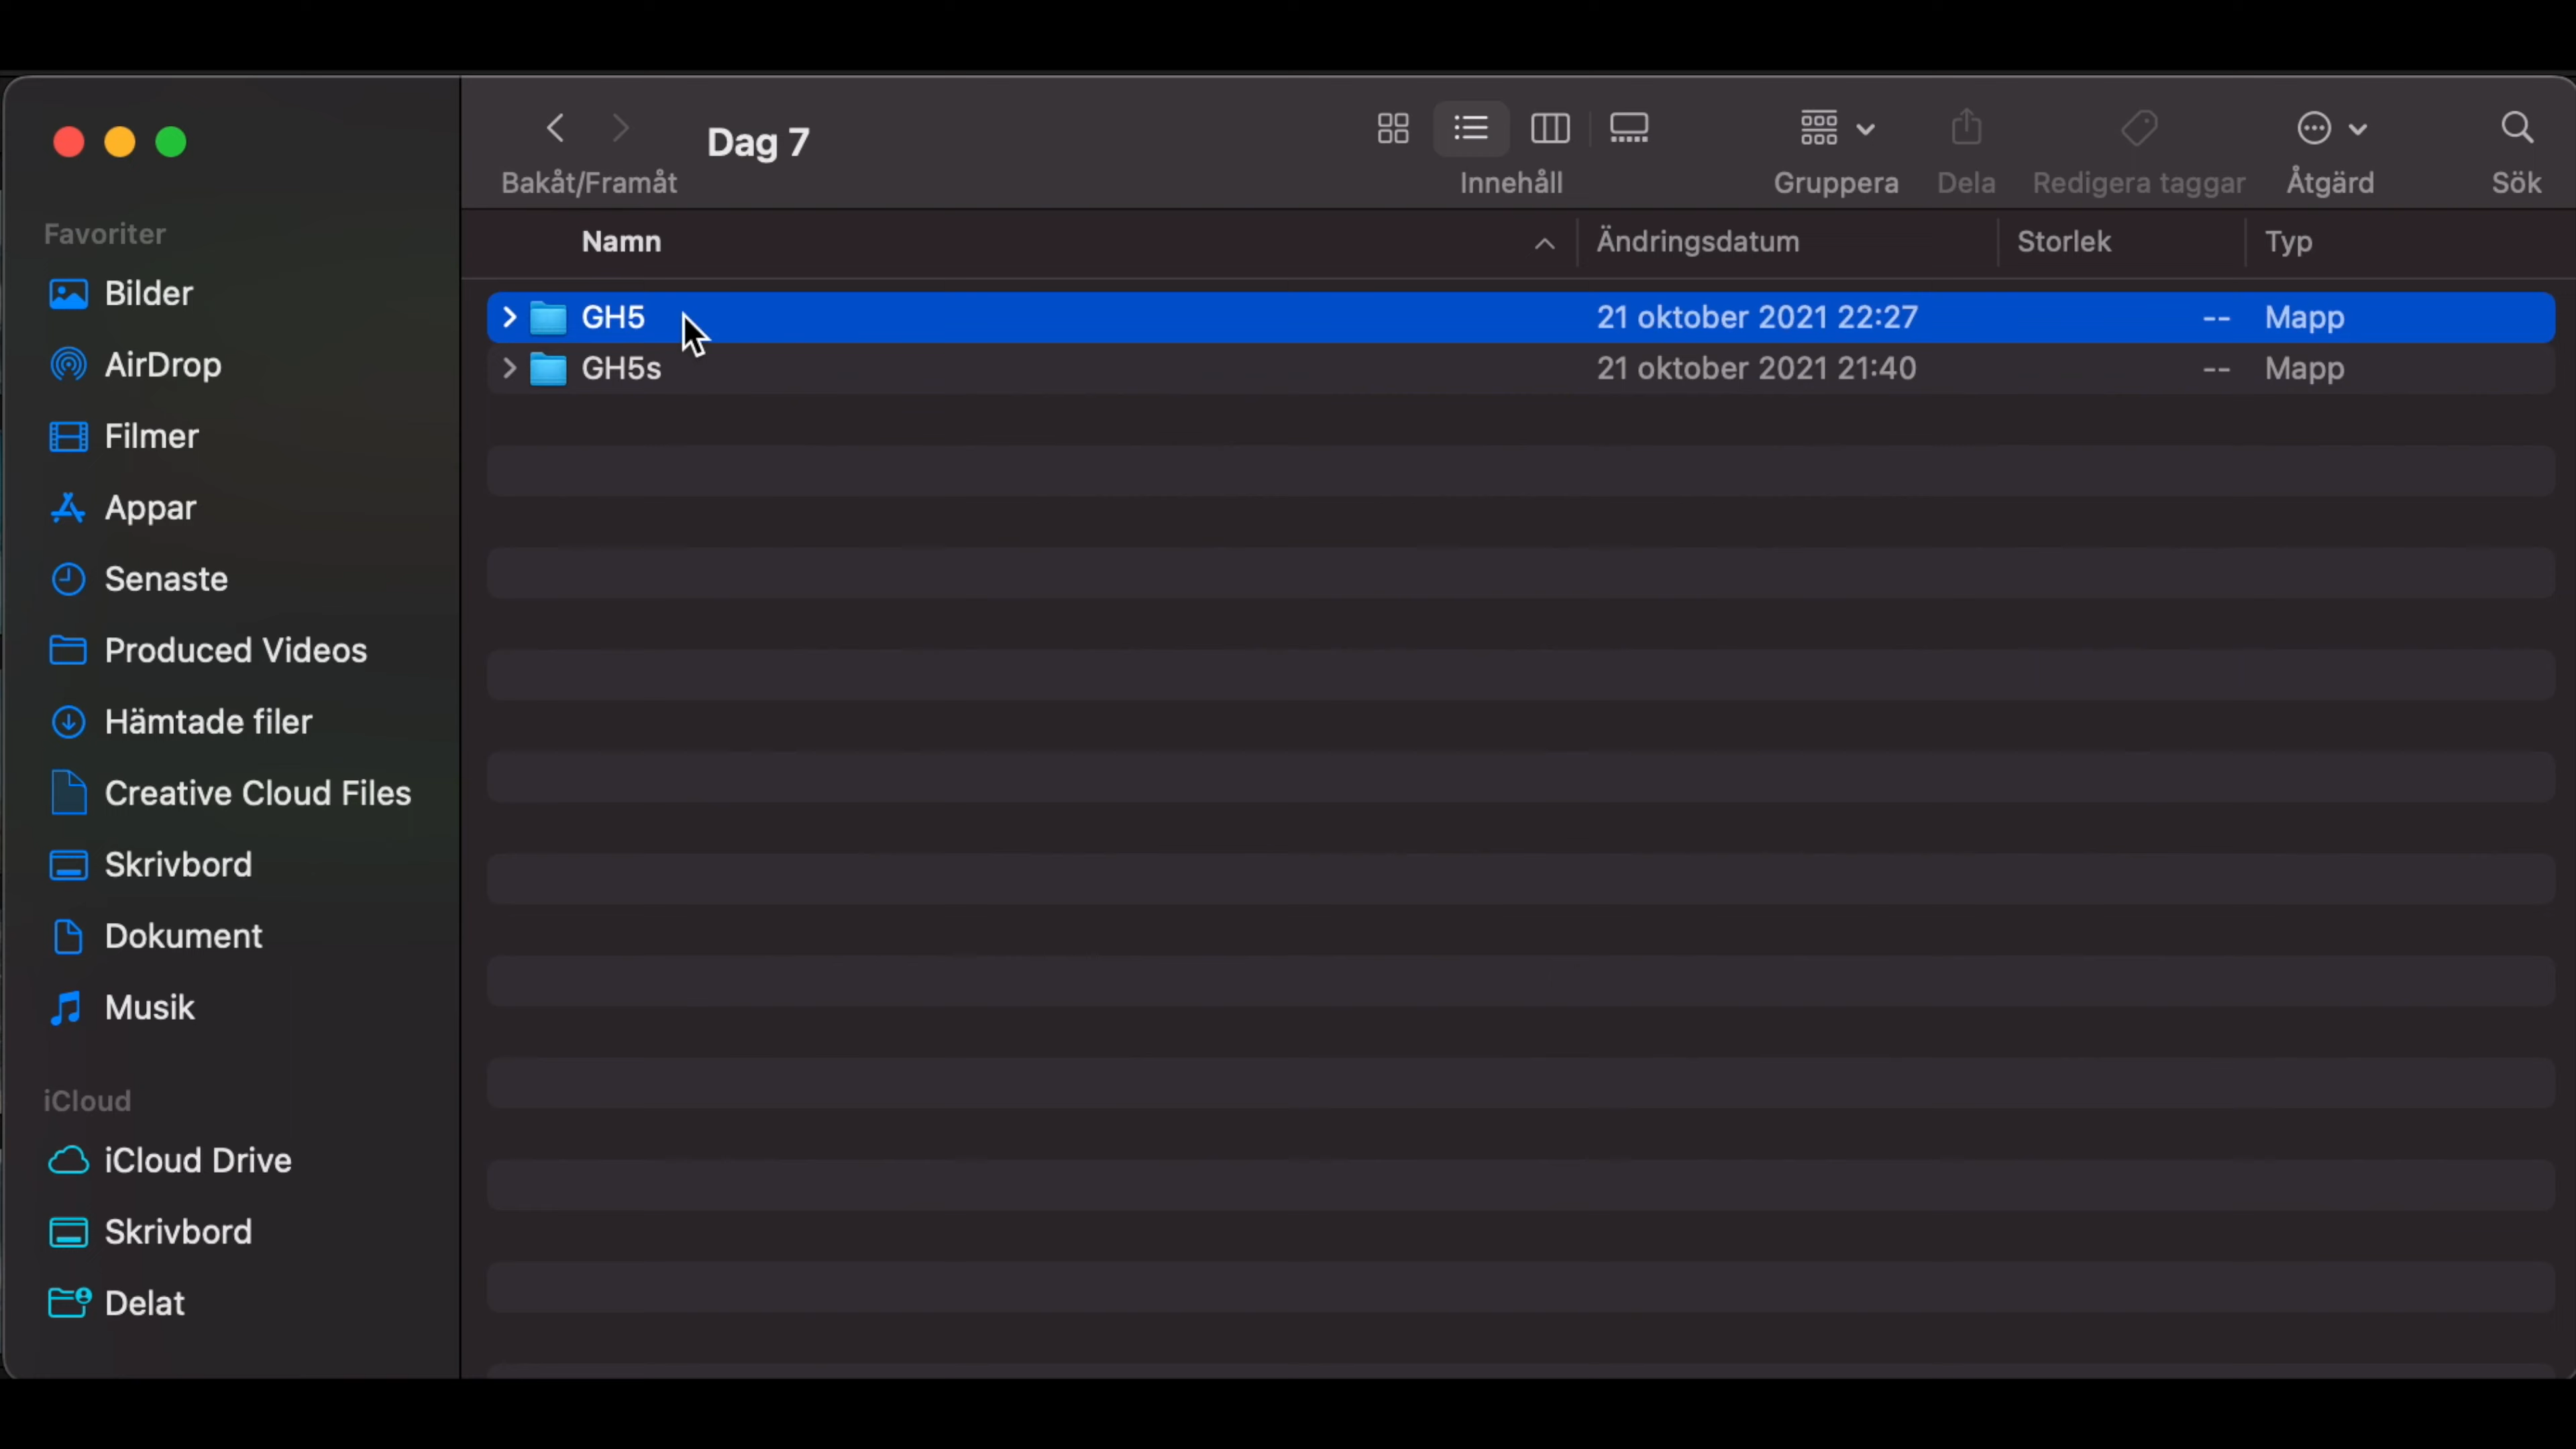 Dag 7
Bakåt/Framåt
Innehåll
Gruppera
Dela
Redigera taggar
Åtgärd
Sök
Favoriter
Bilder
AirDrop
Filmer
Appar
Senaste
Produced Videos
Hämtade filer
Creative Cloud Files
Skrivbord
Dokument
Musik
iCloud
iCloud Drive
Skrivbord
Delat
Namn Ändringsdatum Storlek Typ
GH5 21 oktober 2021 22:27 -- Mapp
GH5s 21 oktober 2021 21:40 -- Mapp